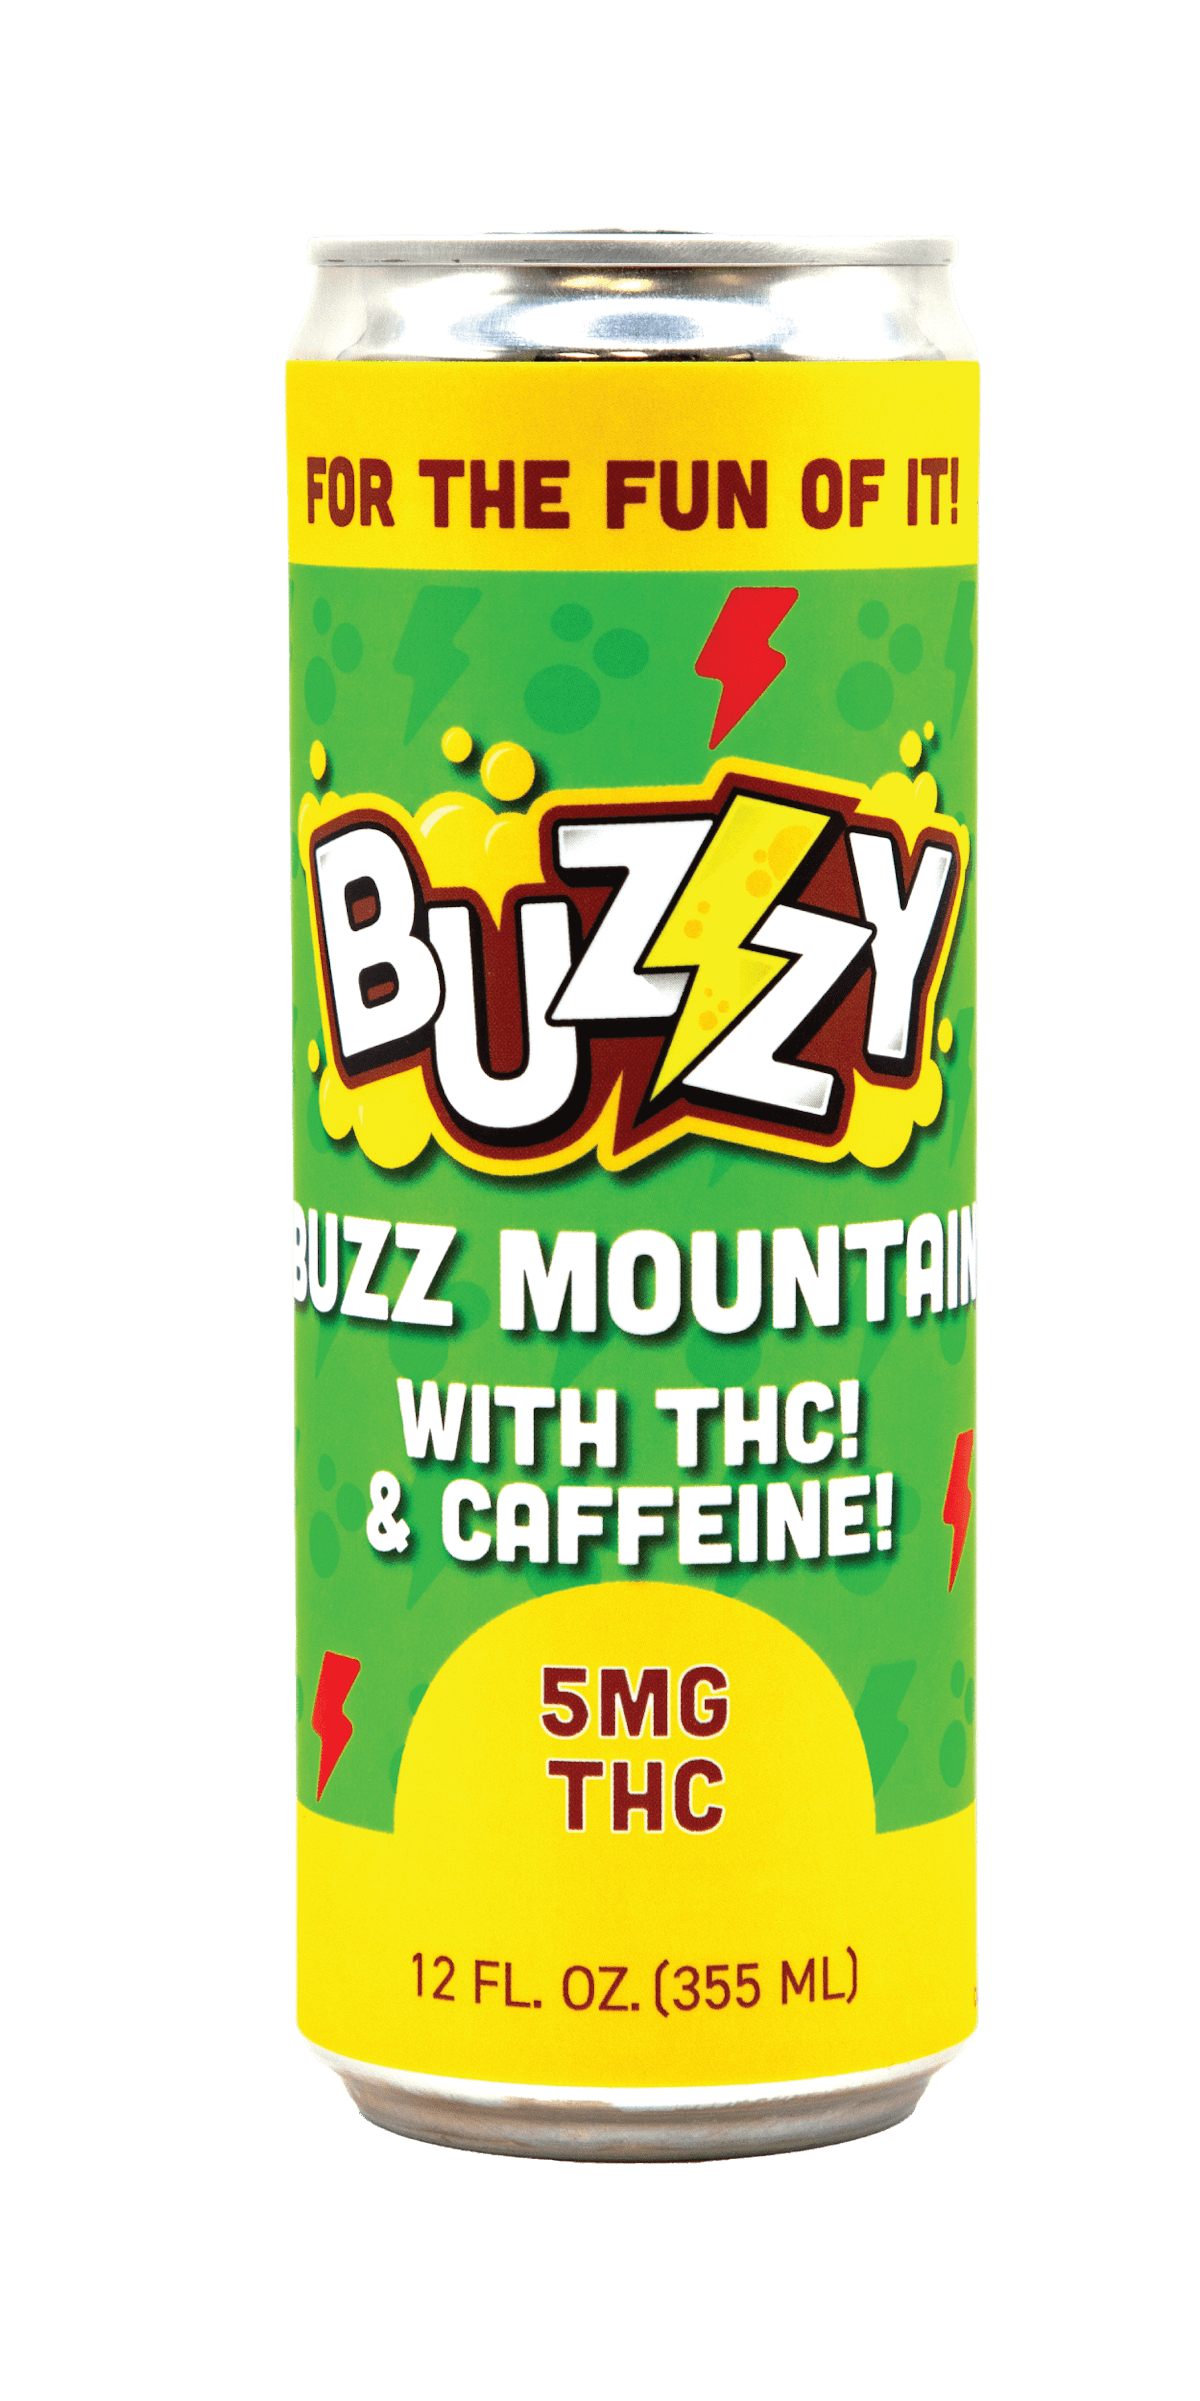 FOR THE FUN OF IT!
BUZZY
BUZZ MOUNTAIN
WITH THC!
& CAFFEINE!
5MG
THC
12 FL. OZ. (355 ML)